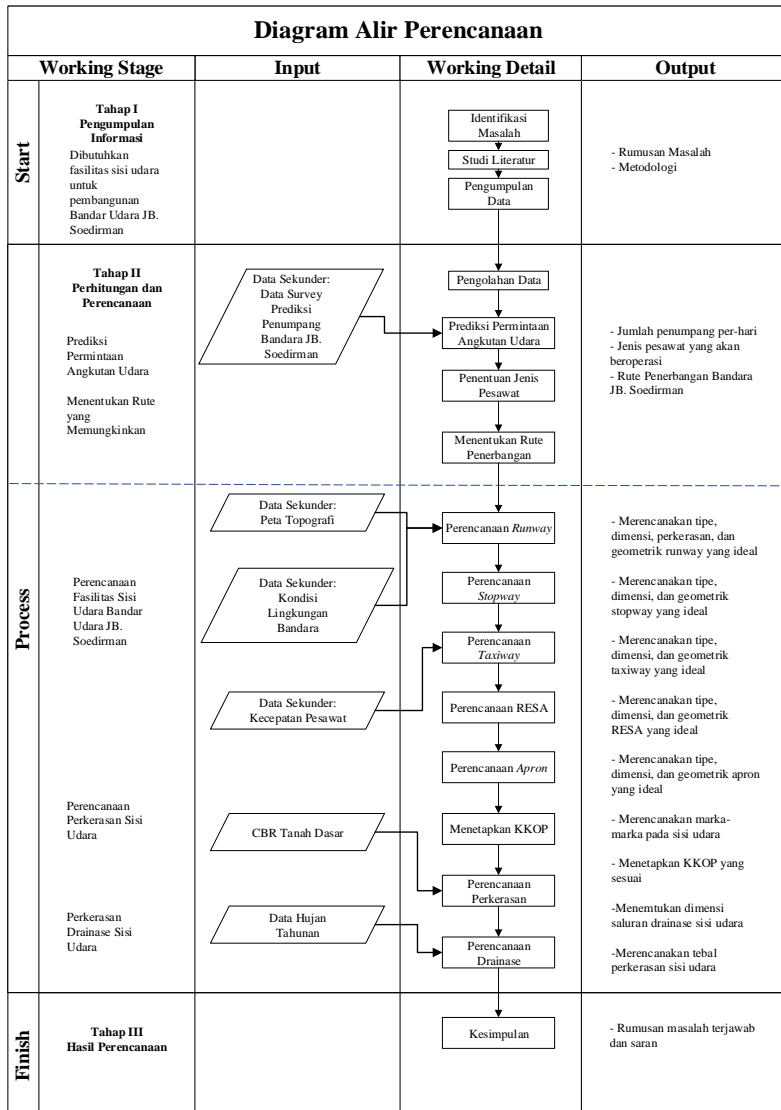 Diagram Alir Perencanaan
Working Stage
Input
Working Detail
Output
Start
Tahap I
Pengumpulan
Informasi
Dibutuhkan
fasilitas sisi udara
untuk
pembangunan
Bandar Udara JB.
Soedirman
Identifikasi
Masalah
Studi Literatur
Pengumpulan
Data
- Rumusan Masalah
- Metodologi
Process
Tahap II
Perhitungan dan
Perencanaan
Prediksi
Permintaan
Angkutan Udara
Menentukan Rute
yang
Memungkinkan
Data Sekunder:
Data Survey
Prediksi
Penumpang
Bandara JB.
Soedirman
Pengolahan Data
Prediksi Permintaan
Angkutan Udara
Penentuan Jenis
Pesawat
Menentukan Rute
Penerbangan
- Jumlah penumpang per-hari
- Jenis pesawat yang akan
beroperasi
- Rute Penerbangan Bandara
JB. Soedirman
Perencanaan
Fasilitas Sisi
Udara Bandar
Udara JB.
Soedirman
Perencanaan
Perkerasan Sisi
Udara
Perkerasan
Drainase Sisi
Udara
Data Sekunder:
Peta Topografi
Data Sekunder:
Kondisi
Lingkungan
Bandara
Data Sekunder:
Kecepatan Pesawat
CBR Tanah Dasar
Data Hujan
Tahunan
Perencanaan Runway
Perencanaan
Stopway
Perencanaan
Taxiway
Perencanaan RESA
Perencanaan Apron
Menetapkan KKOP
Perencanaan
Perkerasan
Perencanaan
Drainase
- Merencanakan tipe,
dimensi, perkerasan, dan
geometrik runway yang ideal
- Merencanakan tipe,
dimensi, dan geometrik
stopway yang ideal
- Merencanakan tipe,
dimensi, dan geometrik
taxiway yang ideal
- Merencanakan tipe,
dimensi, dan geometrik
RESA yang ideal
- Merencanakan tipe,
dimensi, dan geometrik apron
yang ideal
- Merencanakan marka-
marka pada sisi udara
- Menetapkan KKOP yang
sesuai
-Menemtukan dimensi
saluran drainase sisi udara
-Merencanakan tebal
perkerasan sisi udara
Finish
Tahap III
Hasil Perencanaan
Kesimpulan
- Rumusan masalah terjawab
dan saran